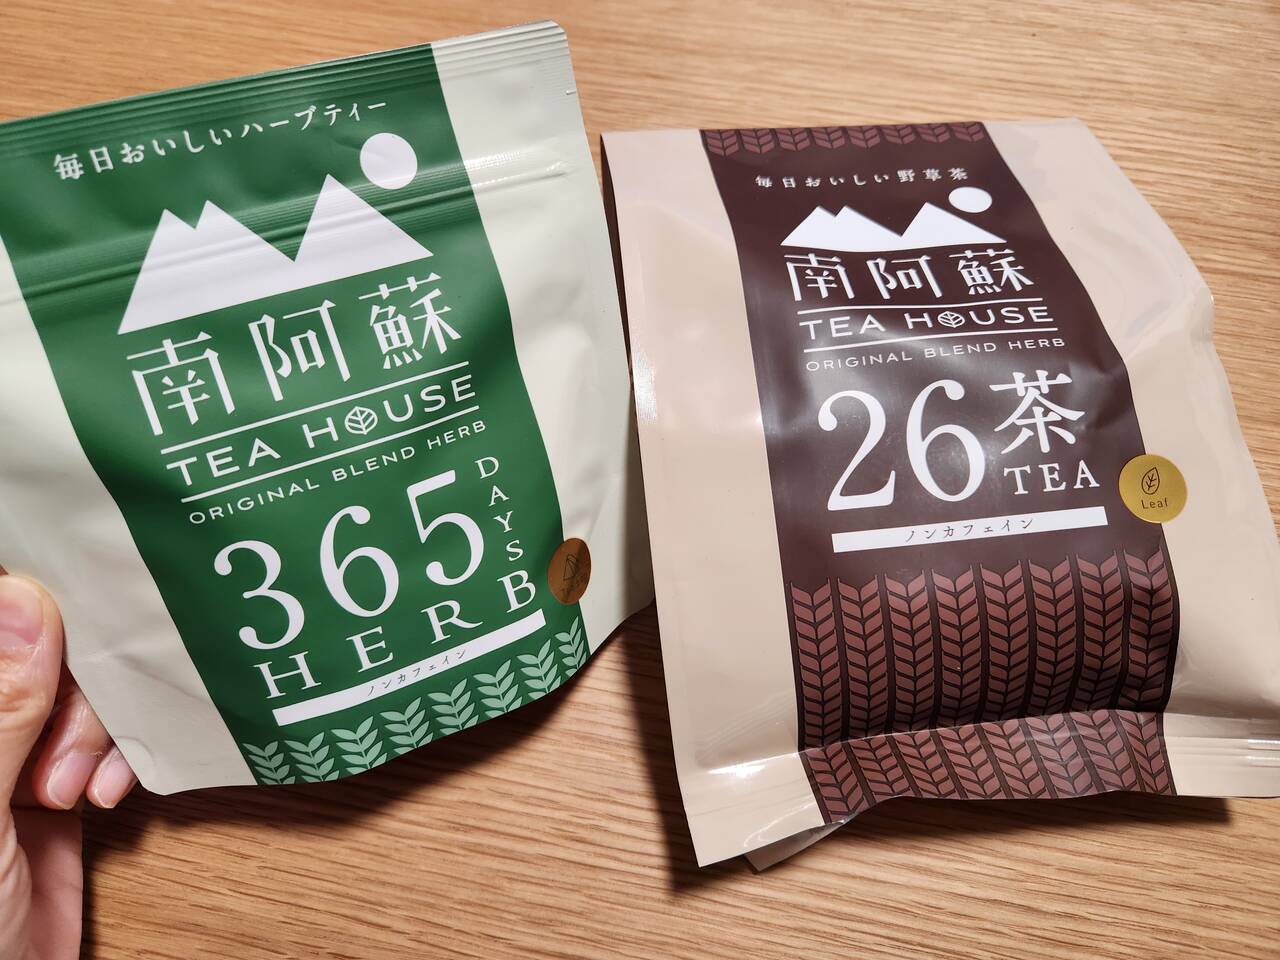 毎日おいしいハーブティー
南阿蘇
TEA HOUSE
ORIGINAL BLEND HERB
365
DAYS
HERB
ノンカフェイン
毎日おいしい野草茶
南阿蘇
TEA HOUSE
ORIGINAL BLEND HERB
26茶
TEA
Leaf
ノンカフェイン